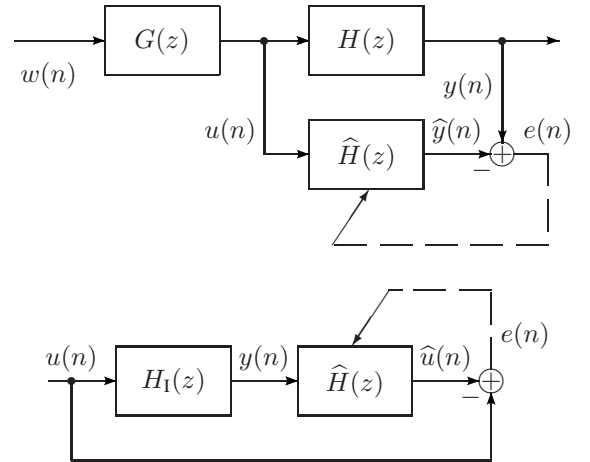 G(z) H(z)
w(n)
y(n)
u(n) Ĥ(z) ŷ(n) e(n)
−
+
u(n) H_I(z) y(n) Ĥ(z) û(n) e(n)
−
+